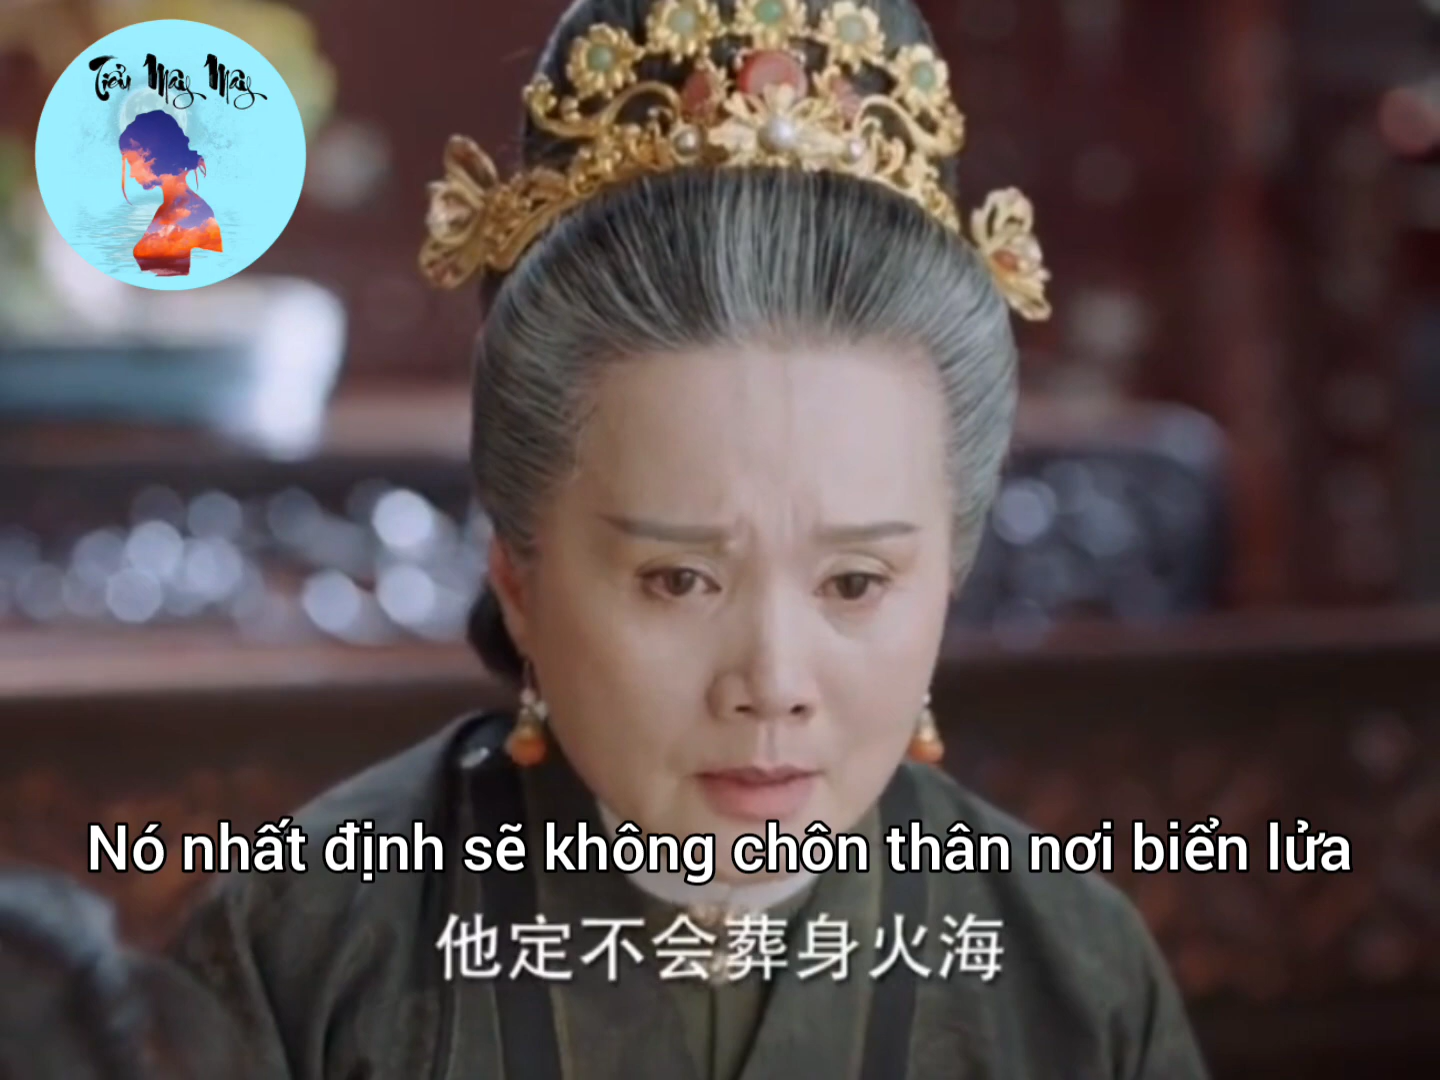 Tiểu Mây Mây
Nó nhất định sẽ không chôn thân nơi biển lửa
他定不会葬身火海